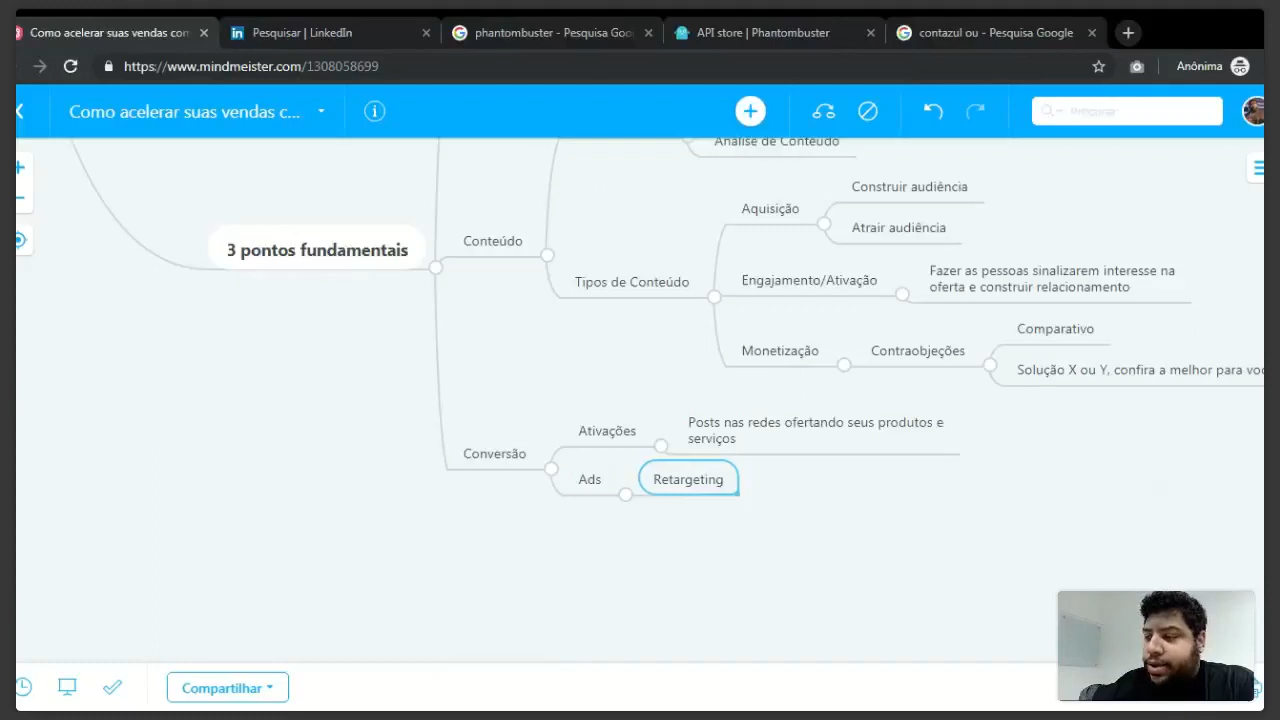 Como acelerar suas vendas com
Pesquisar | LinkedIn
phantombuster - Pesquisa Goo
API store | Phantombuster
contazul ou - Pesquisa Google
https://www.mindmeister.com/1308058699
Anônima
Como acelerar suas vendas c...
Pesquisar
Análise de Conteúdo
Construir audiência
Aquisição
Atrair audiência
3 pontos fundamentais
Conteúdo
Tipos de Conteúdo
Engajamento/Ativação
Fazer as pessoas sinalizarem interesse na
oferta e construir relacionamento
Comparativo
Monetização
Contraobjeções
Solução X ou Y, confira a melhor para voc
Posts nas redes ofertando seus produtos e
serviços
Ativações
Conversão
Ads
Retargeting
Compartilhar